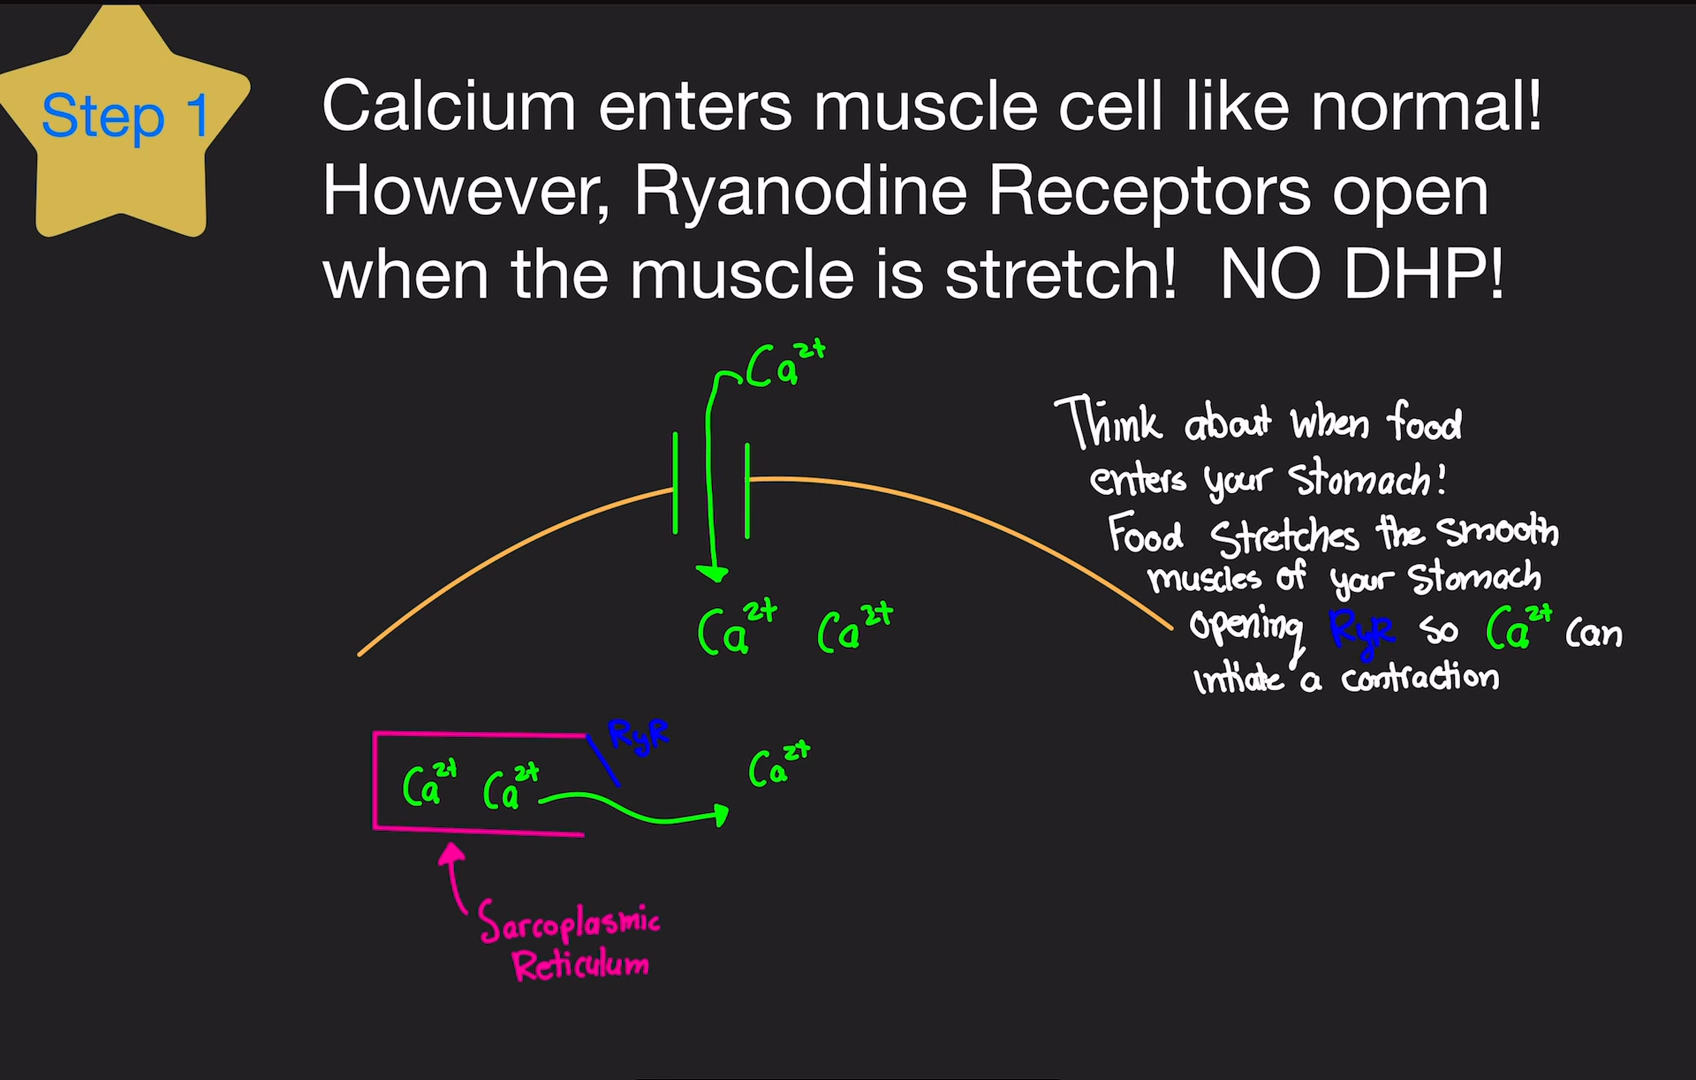 Step 1
Calcium enters muscle cell like normal!
However, Ryanodine Receptors open
when the muscle is stretch! NO DHP!
Ca²⁺
Think about when food
enters your stomach!
Food stretches the smooth
muscles of your stomach
opening RyR so Ca²⁺ can
intiate a contraction
Ca²⁺ Ca²⁺
RyR
Ca²⁺ Ca²⁺
Ca²⁺
Sarcoplasmic
Reticulum